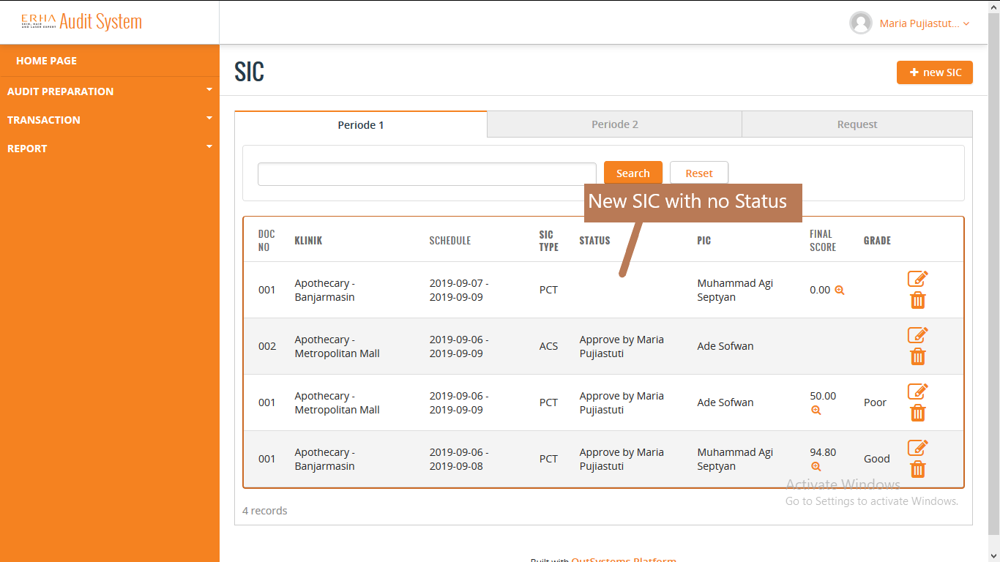 ERHA Audit System
SKIN, HAIR
AND LASER EXPERT
Maria Pujiastut...
HOME PAGE
AUDIT PREPARATION
TRANSACTION
REPORT
SIC
+ new SIC
Periode 1 Periode 2 Request
Search Reset
New SIC with no Status
DOC NO KLINIK SCHEDULE SIC TYPE STATUS PIC FINAL SCORE GRADE
001 Apothecary - Banjarmasin 2019-09-07 - 2019-09-09 PCT Muhammad Agi Septyan 0.00
002 Apothecary - Metropolitan Mall 2019-09-06 - 2019-09-09 ACS Approve by Maria Pujiastuti Ade Sofwan
001 Apothecary - Metropolitan Mall 2019-09-06 - 2019-09-09 PCT Approve by Maria Pujiastuti Ade Sofwan 50.00 Poor
001 Apothecary - Banjarmasin 2019-09-06 - 2019-09-08 PCT Approve by Maria Pujiastuti Muhammad Agi Septyan 94.80 Good
Activate Windows
Go to Settings to activate Windows.
4 records
Built with OutSystems Platform